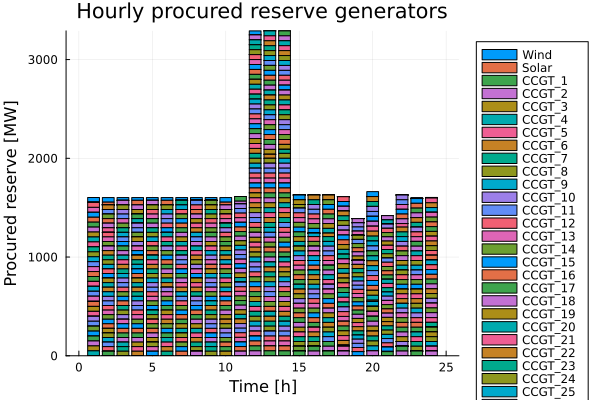 Hourly procured reserve generators
Procured reserve [MW]
3000
2000
1000
0
0
5
10
15
20
25
Time [h]
Wind
Solar
CCGT_1
CCGT_2
CCGT_3
CCGT_4
CCGT_5
CCGT_6
CCGT_7
CCGT_8
CCGT_9
CCGT_10
CCGT_11
CCGT_12
CCGT_13
CCGT_14
CCGT_15
CCGT_16
CCGT_17
CCGT_18
CCGT_19
CCGT_20
CCGT_21
CCGT_22
CCGT_23
CCGT_24
CCGT_25